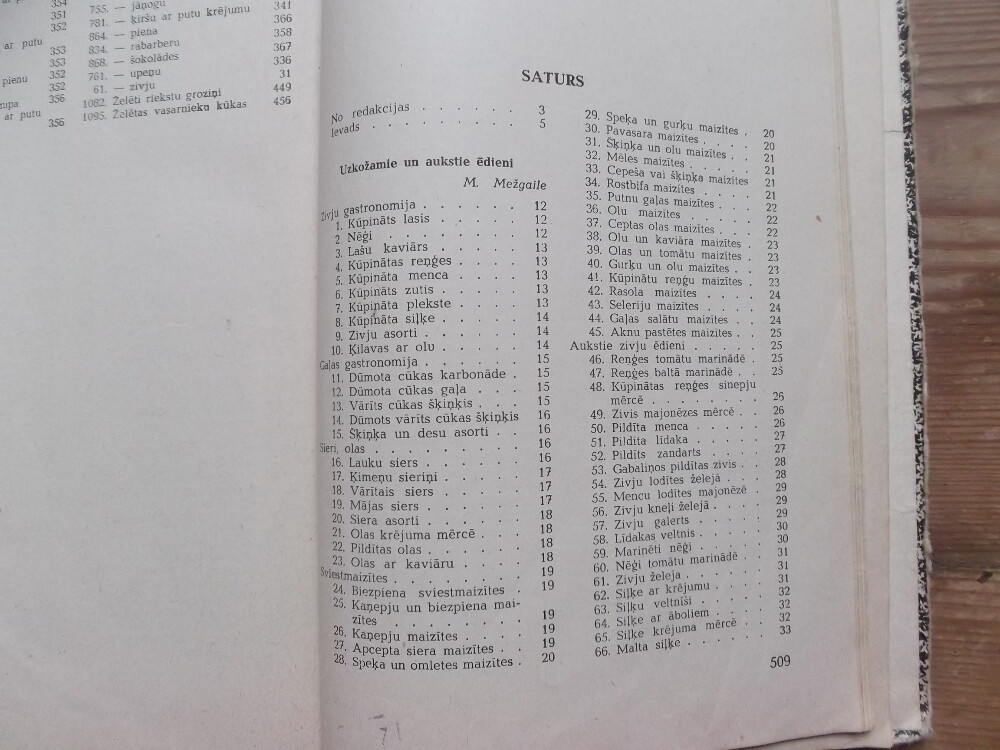 351
352
ar putu 353
353
pienu 352
352
356
ar putu
356
755. — jāņogu 341
781. — ķiršu ar putu krējumu 366
864. — piena 358
834. — rabarberu 367
868. — šokolādes 336
761. — upeņu 31
61. — zivju 449
1082. Želēti riekstu groziņi 456
1095. Želētas vasarnieku kūkas
SATURS
No redakcijas . . . . . . 3
Ievads . . . . . . . . . 5
Uzkožamie un aukstie ēdieni
M. Mežgaile
Zivju gastronomija . . . . . . 12
1. Kūpināts lasis . . . . . 12
2. Nēģi . . . . . . . . 12
3. Lašu kaviārs . . . . . 13
4. Kūpinātas reņģes . . . . 13
5. Kūpināta menca . . . . 13
6. Kūpināts zutis . . . . . 13
7. Kūpināta plekste . . . . 13
8. Kūpināta siļķe . . . . . 14
9. Zivju asorti . . . . . . 14
10. Ķilavas ar olu . . . . . 14
Gaļas gastronomija . . . . . . 15
11. Dūmota cūkas karbonāde . 15
12. Dūmota cūkas gaļa . . . 15
13. Vārīts cūkas šķiņķis . . . 15
14. Dūmots vārīts cūkas šķiņķis 16
15. Šķiņķa un desu asorti . . 16
Sieri, olas . . . . . . . . . 16
16. Lauku siers . . . . . . 16
17. Ķimeņu sieriņi . . . . . 17
18. Vārītais siers . . . . . 17
19. Mājas siers . . . . . . 17
20. Siera asorti . . . . . . 18
21. Olas krējuma mērcē . . . 18
22. Pildītas olas . . . . . . 18
23. Olas ar kaviāru . . . . . 18
Sviestmaizītes . . . . . . . . 19
24. Biezpiena sviestmaizītes . 19
25. Kaņepju un biezpiena mai-
zītes . . . . . . . . 19
26. Kaņepju maizītes . . . . 19
27. Apcepta siera maizītes . . 19
28. Speķa un omletes maizītes . 20
29. Speķa un gurķu maizītes . 20
30. Pavasara maizītes . . . . 20
31. Šķiņķa un olu maizītes . . 21
32. Mēles maizītes . . . . . 21
33. Cepeša vai šķiņķa maizītes 21
34. Rostbifa maizītes . . . . 21
35. Putnu gaļas maizītes . . . 22
36. Olu maizītes . . . . . 22
37. Ceptas olas maizītes . . . 22
38. Olu un kaviāra maizītes . 23
39. Olas un tomātu maizītes . 23
40. Gurķu un olu maizītes . . 23
41. Kūpinātu reņģu maizītes . 23
42. Rasola maizītes . . . . 24
43. Seleriju maizītes . . . . 24
44. Gaļas salātu maizītes . . 24
45. Aknu pastētes maizītes . . 25
Aukstie zivju ēdieni . . . . . 25
46. Reņģes tomātu marinādē . 25
47. Reņģes baltā marinādē . . 25
48. Kūpinātas reņģes sinepju
mērcē . . . . . . . . 26
49. Zivis majonēzes mērcē . . 26
50. Pildīta menca . . . . . 26
51. Pildīta līdaka . . . . . 27
52. Pildīts zandarts . . . . 27
53. Gabaliņos pildītas zivis . . 28
54. Zivju lodītes želejā . . . 28
55. Mencu lodītes majonēzē . 29
56. Zivju kneļi želejā . . . . 29
57. Zivju galerts . . . . . 29
58. Līdakas veltnis . . . . . 30
59. Marinēti nēģi . . . . . 30
60. Nēģi tomātu marinādē . . 31
61. Zivju želeja . . . . . . 31
62. Siļķe ar krējumu . . . . 31
63. Siļķu veltnīši . . . . . 32
64. Siļķe ar āboliem . . . . 32
65. Siļķe krējuma mērcē . . 32
66. Malta siļķe . . . . . . 33
509